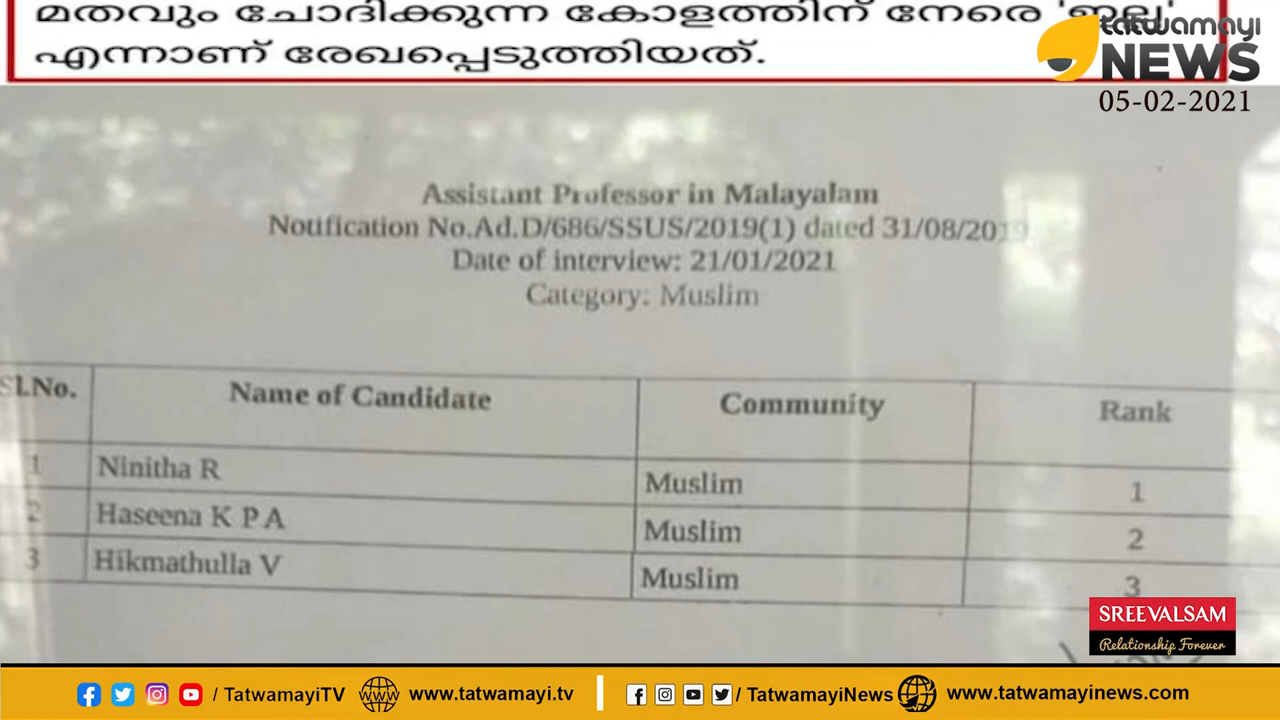 മതവും ചോദിക്കുന്ന കോളത്തിന് നേരെ 'ഇല്ല'
എന്നാണ് രേഖപ്പെടുത്തിയത്.
tatwamayi
NEWS
05-02-2021
Assistant Professor in Malayalam
Notification No.Ad.D/686/SSUS/2019(1) dated 31/08/2019
Date of interview: 21/01/2021
Category: Muslim
SLNo. Name of Candidate Community Rank
1 Ninitha R Muslim 1
2 Haseena K P A Muslim 2
3 Hikmathulla V Muslim 3
SREEVALSAM
Relationship Forever
/ TatwamayiTV www.tatwamayi.tv / TatwamayiNews www.tatwamayinews.com